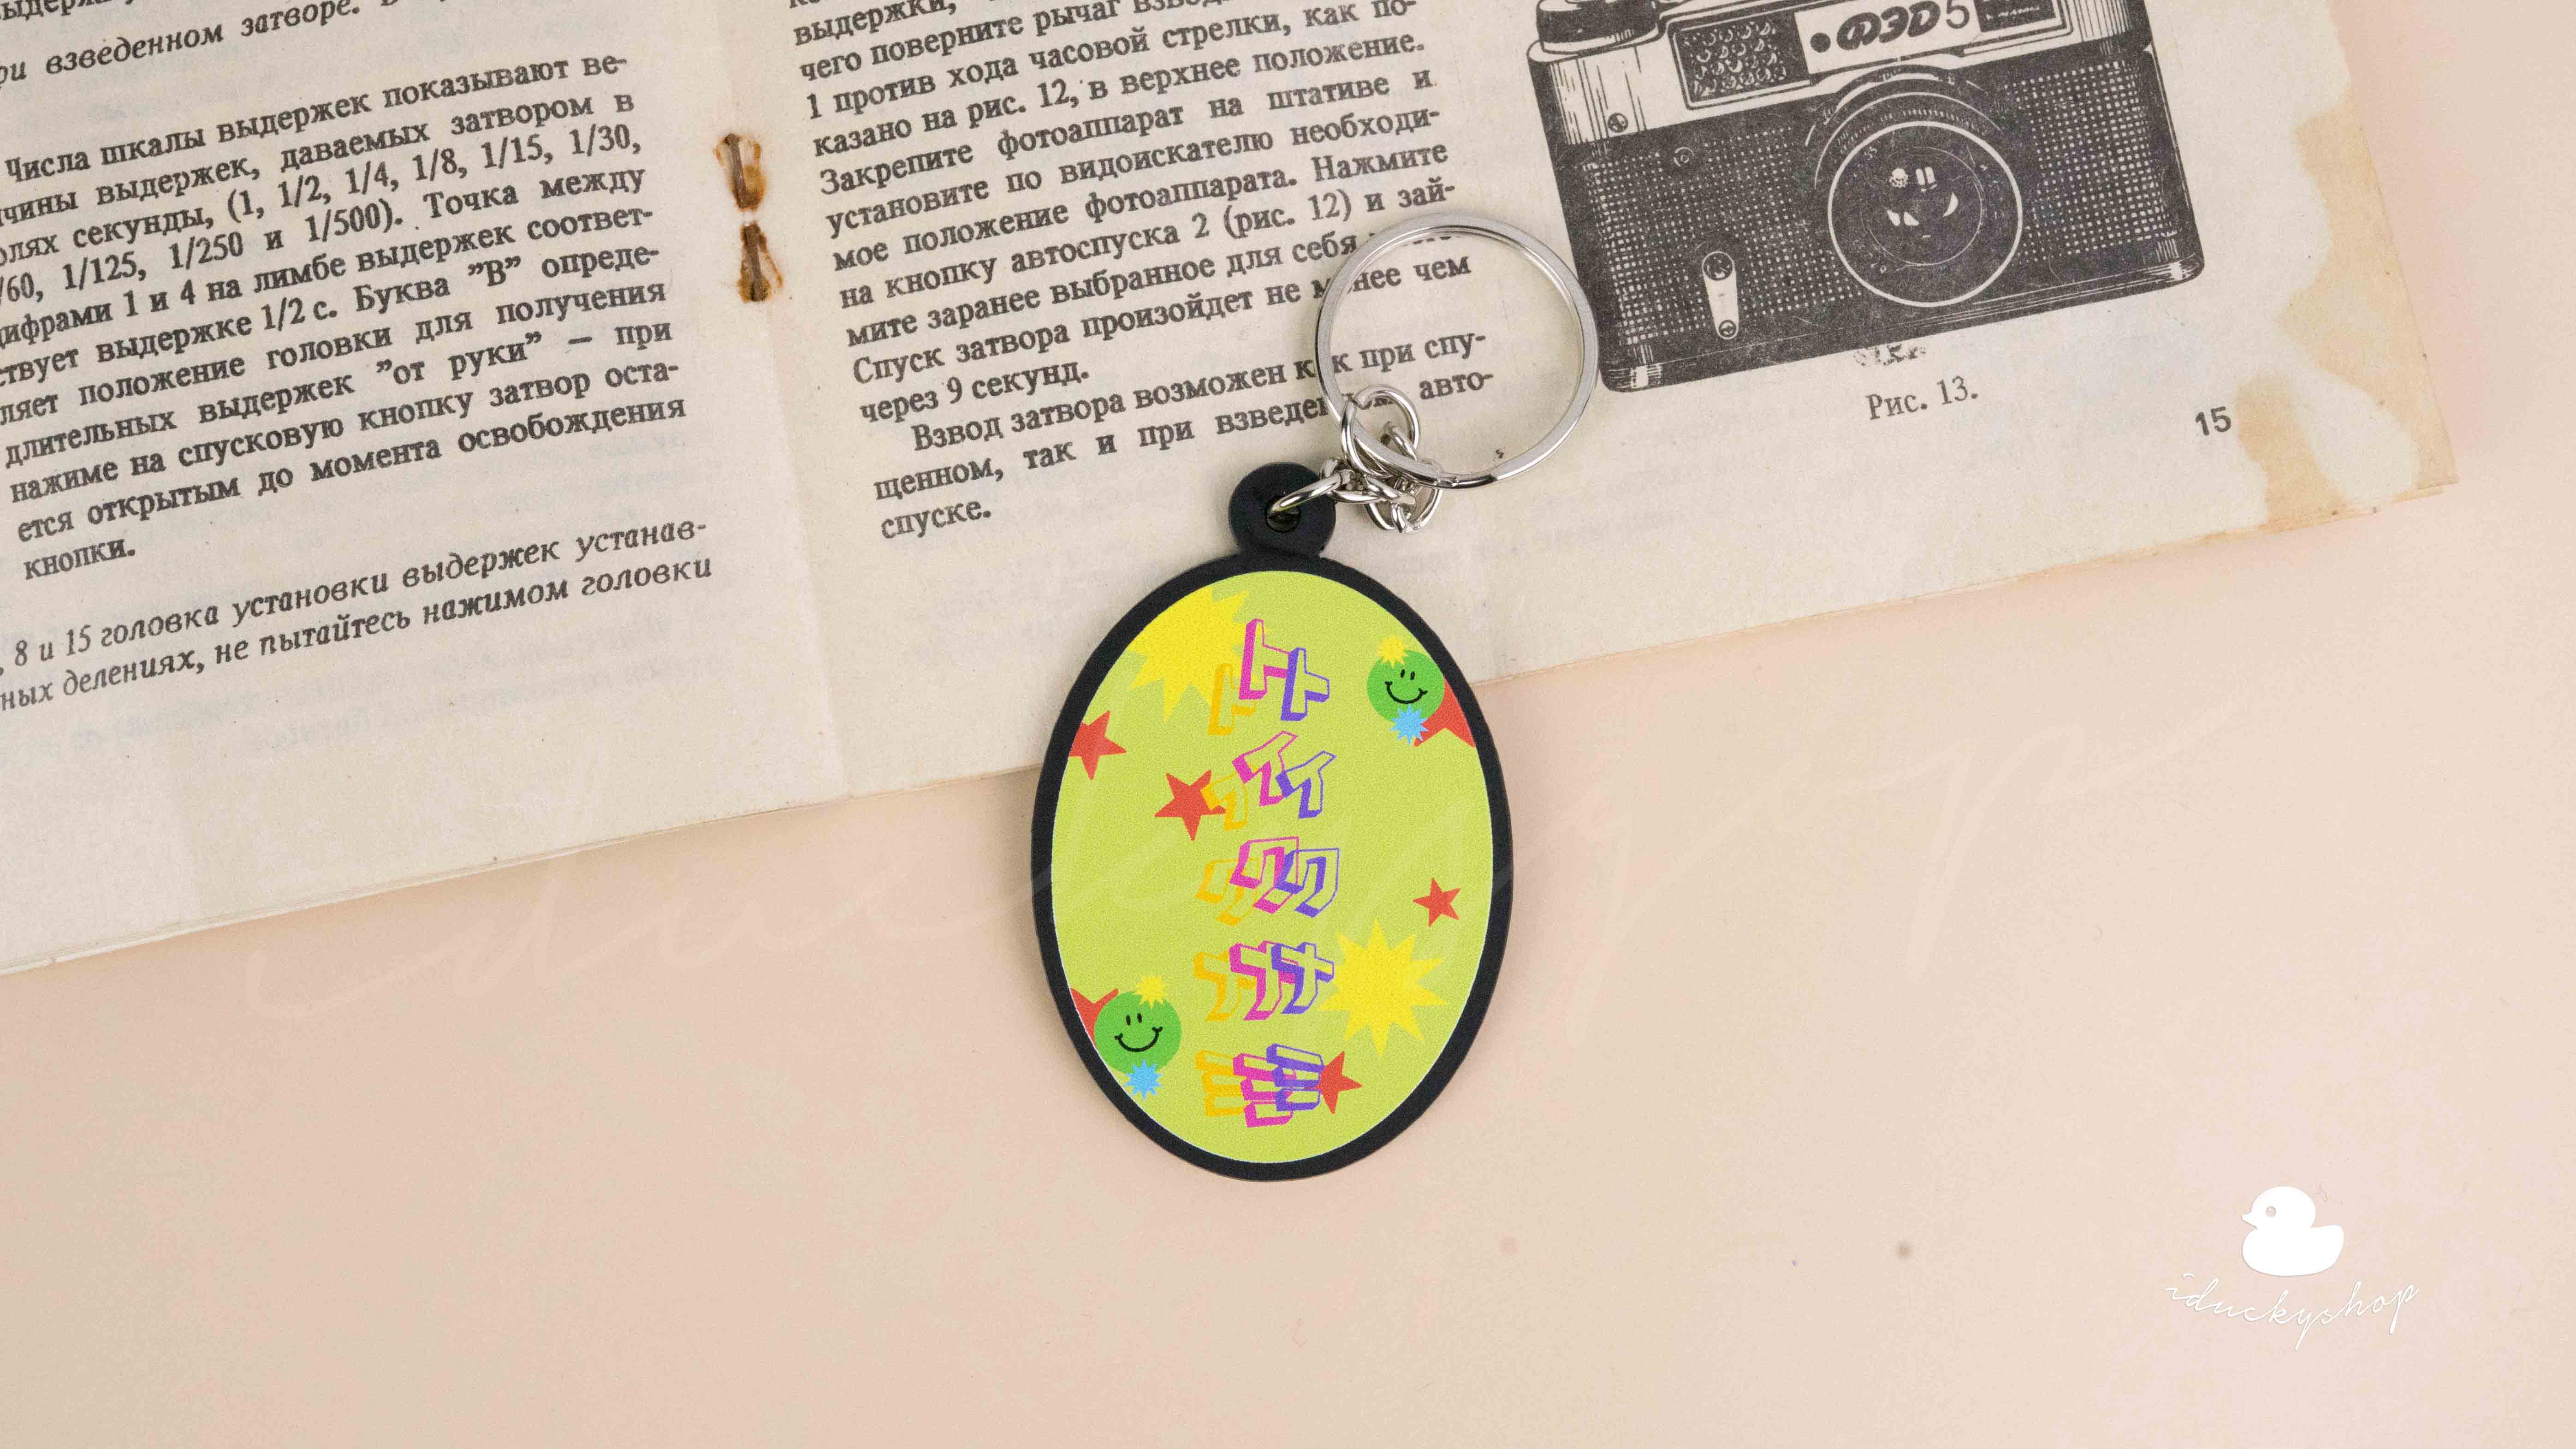 ри взведенном затворе.
Числа шкалы выдержек показывают ве-
чины выдержек, даваемых затвором в
олях секунды, (1, 1/2, 1/4, 1/8, 1/15, 1/30,
/60, 1/125, 1/250 и 1/500). Точка между
цифрами 1 и 4 на лимбе выдержек соответ-
ствует выдержке 1/2 с. Буква ”В” опреде-
ляет положение головки для получения
длительных выдержек ”от руки” — при
нажиме на спусковую кнопку затвор оста-
ется открытым до момента освобождения
кнопки.
, 8 и 15 головка установки выдержек устанав-
ных делениях, не пытайтесь нажимом головки
выдержки,
чего поверните рычаг
1 против хода часовой стрелки, как по-
казано на рис. 12, в верхнее положение.
Закрепите фотоаппарат на штативе и
установите по видоискателю необходи-
мое положение фотоаппарата. Нажмите
на кнопку автоспуска 2 (рис. 12) и зай-
мите заранее выбранное для себя
Спуск затвора произойдет не менее чем
через 9 секунд.
Взвод затвора возможен как при спу-
щенном, так и при взведенном авто-
спуске.
ФЭД 5
Рис. 13.
15
iduckyshop